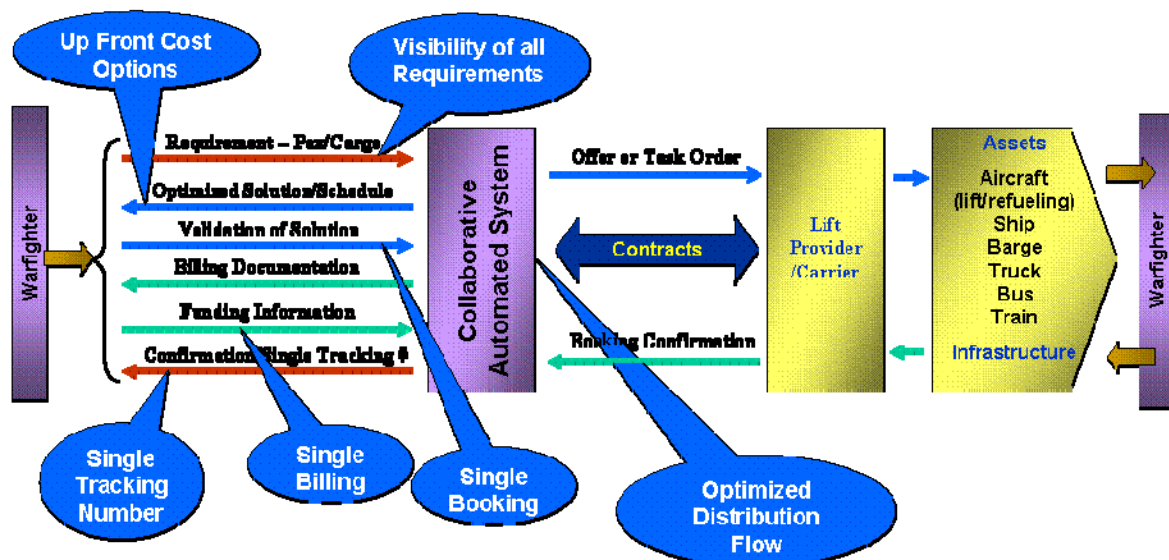 Up Front Cost
Options
Visibility of all
Requirements
Warfighter
Requirement – Pax/Cargo
Optimized Solution/Schedule
Validation of Solution
Billing Documentation
Funding Information
Confirmation/Single Tracking #
Collaborative
Automated System
Offer or Task Order
Contracts
Booking Confirmation
Lift
Provider
/Carrier
Assets
Aircraft
(lift/refueling)
Ship
Barge
Truck
Bus
Train
Infrastructure
Warfighter
Single
Tracking
Number
Single
Billing
Single
Booking
Optimized
Distribution
Flow